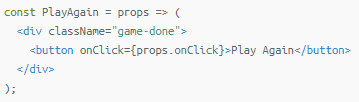 const PlayAgain = props => (
  <div className="game-done">
    <button onClick={props.onClick}>Play Again</button>
  </div>
);